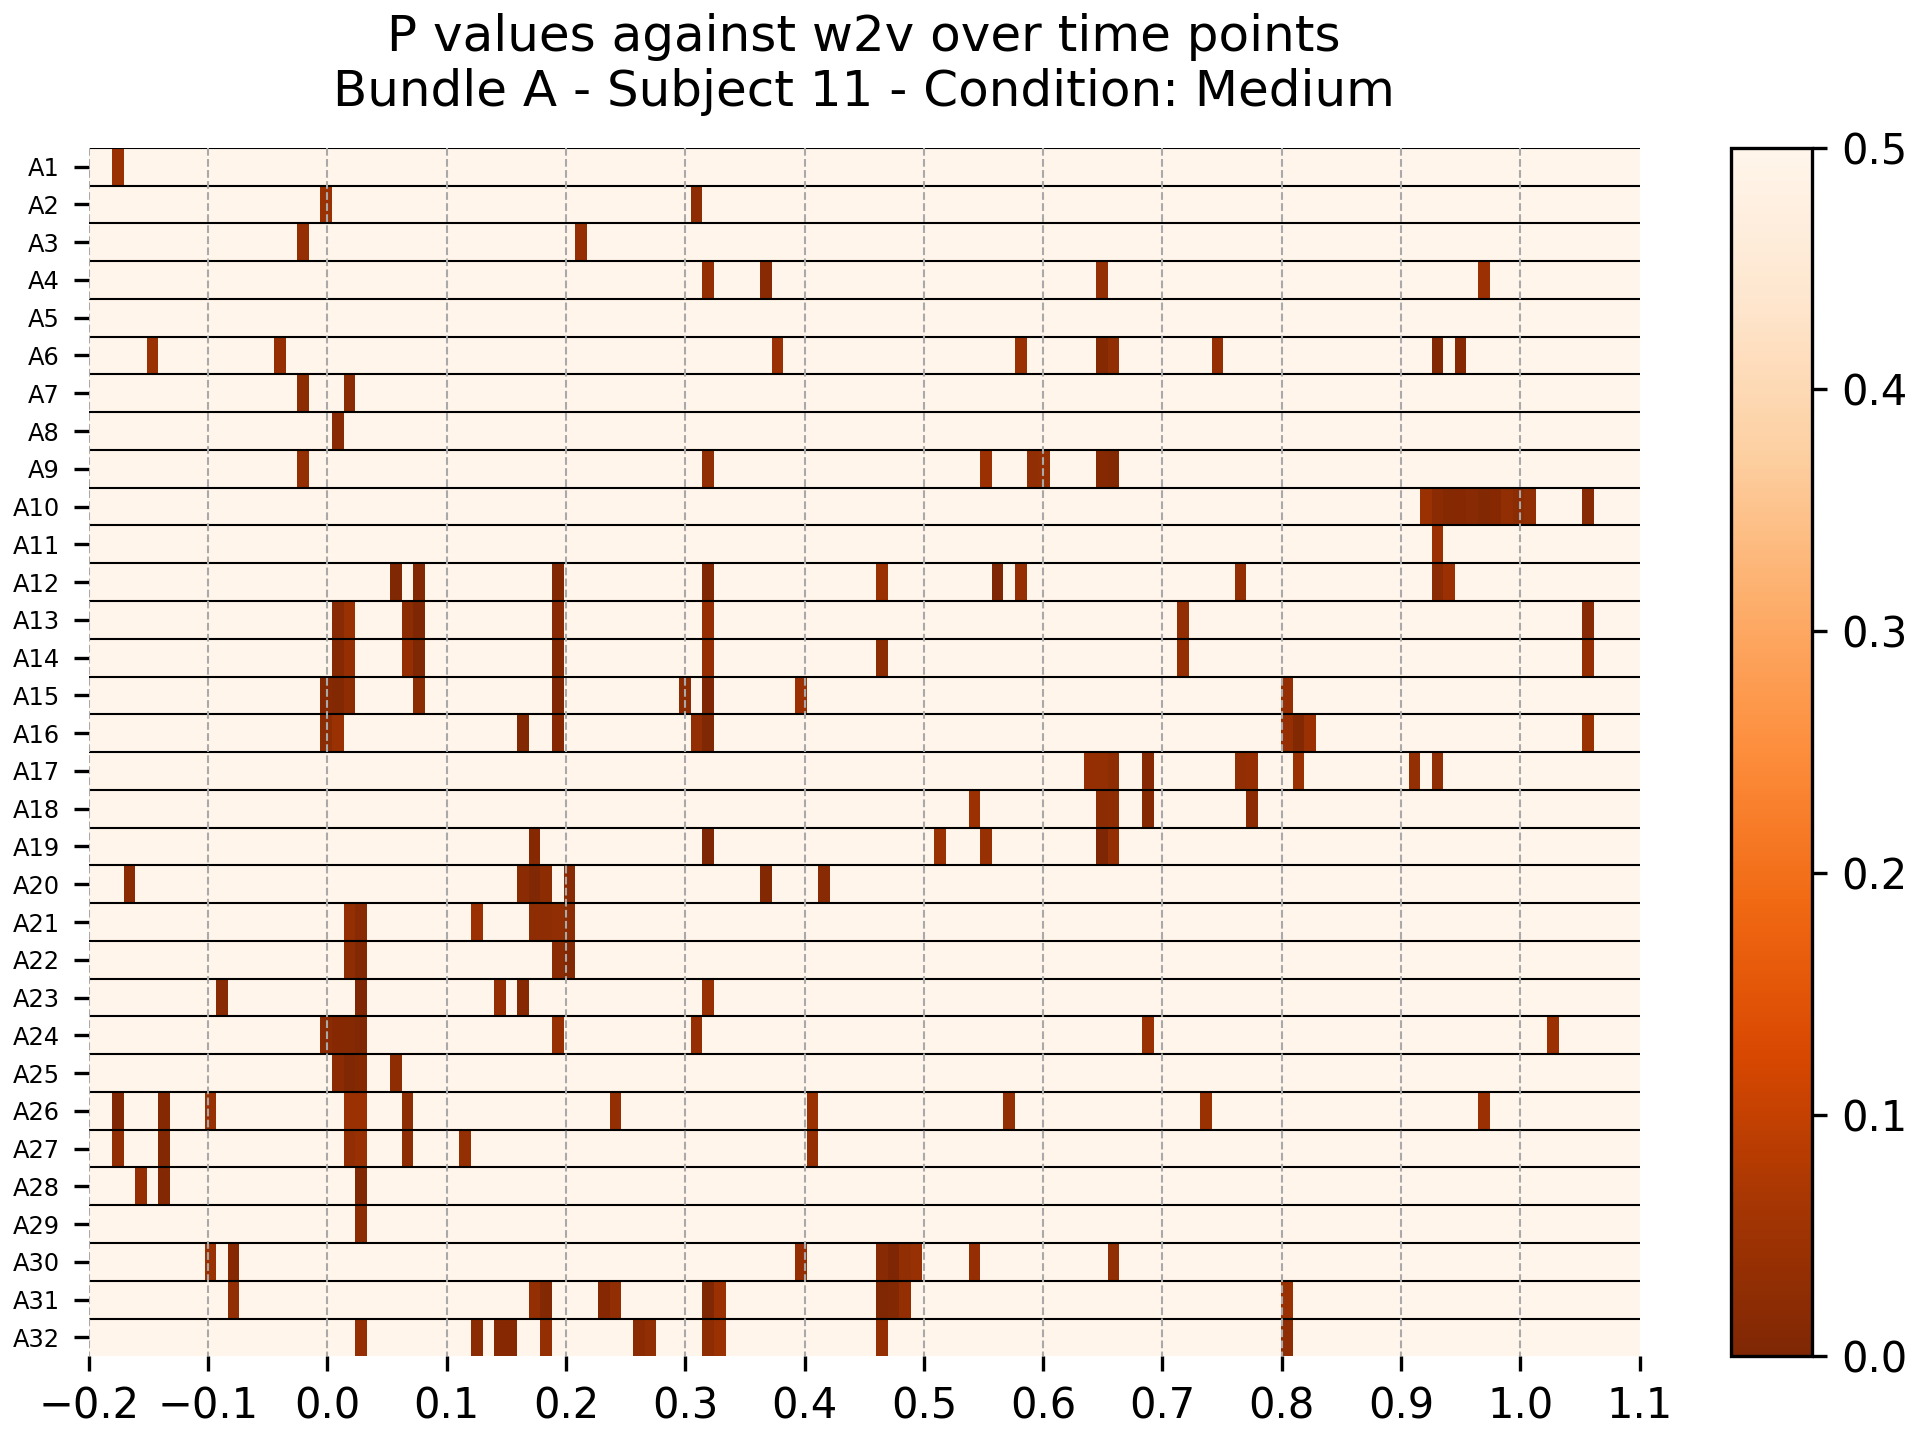 P values against w2v over time points
Bundle A - Subject 11 - Condition: Medium
A1
A2
A3
A4
A5
A6
A7
A8
A9
A10
A11
A12
A13
A14
A15
A16
A17
A18
A19
A20
A21
A22
A23
A24
A25
A26
A27
A28
A29
A30
A31
A32
−0.2 −0.1 0.0 0.1 0.2 0.3 0.4 0.5 0.6 0.7 0.8 0.9 1.0 1.1
0.5
0.4
0.3
0.2
0.1
0.0